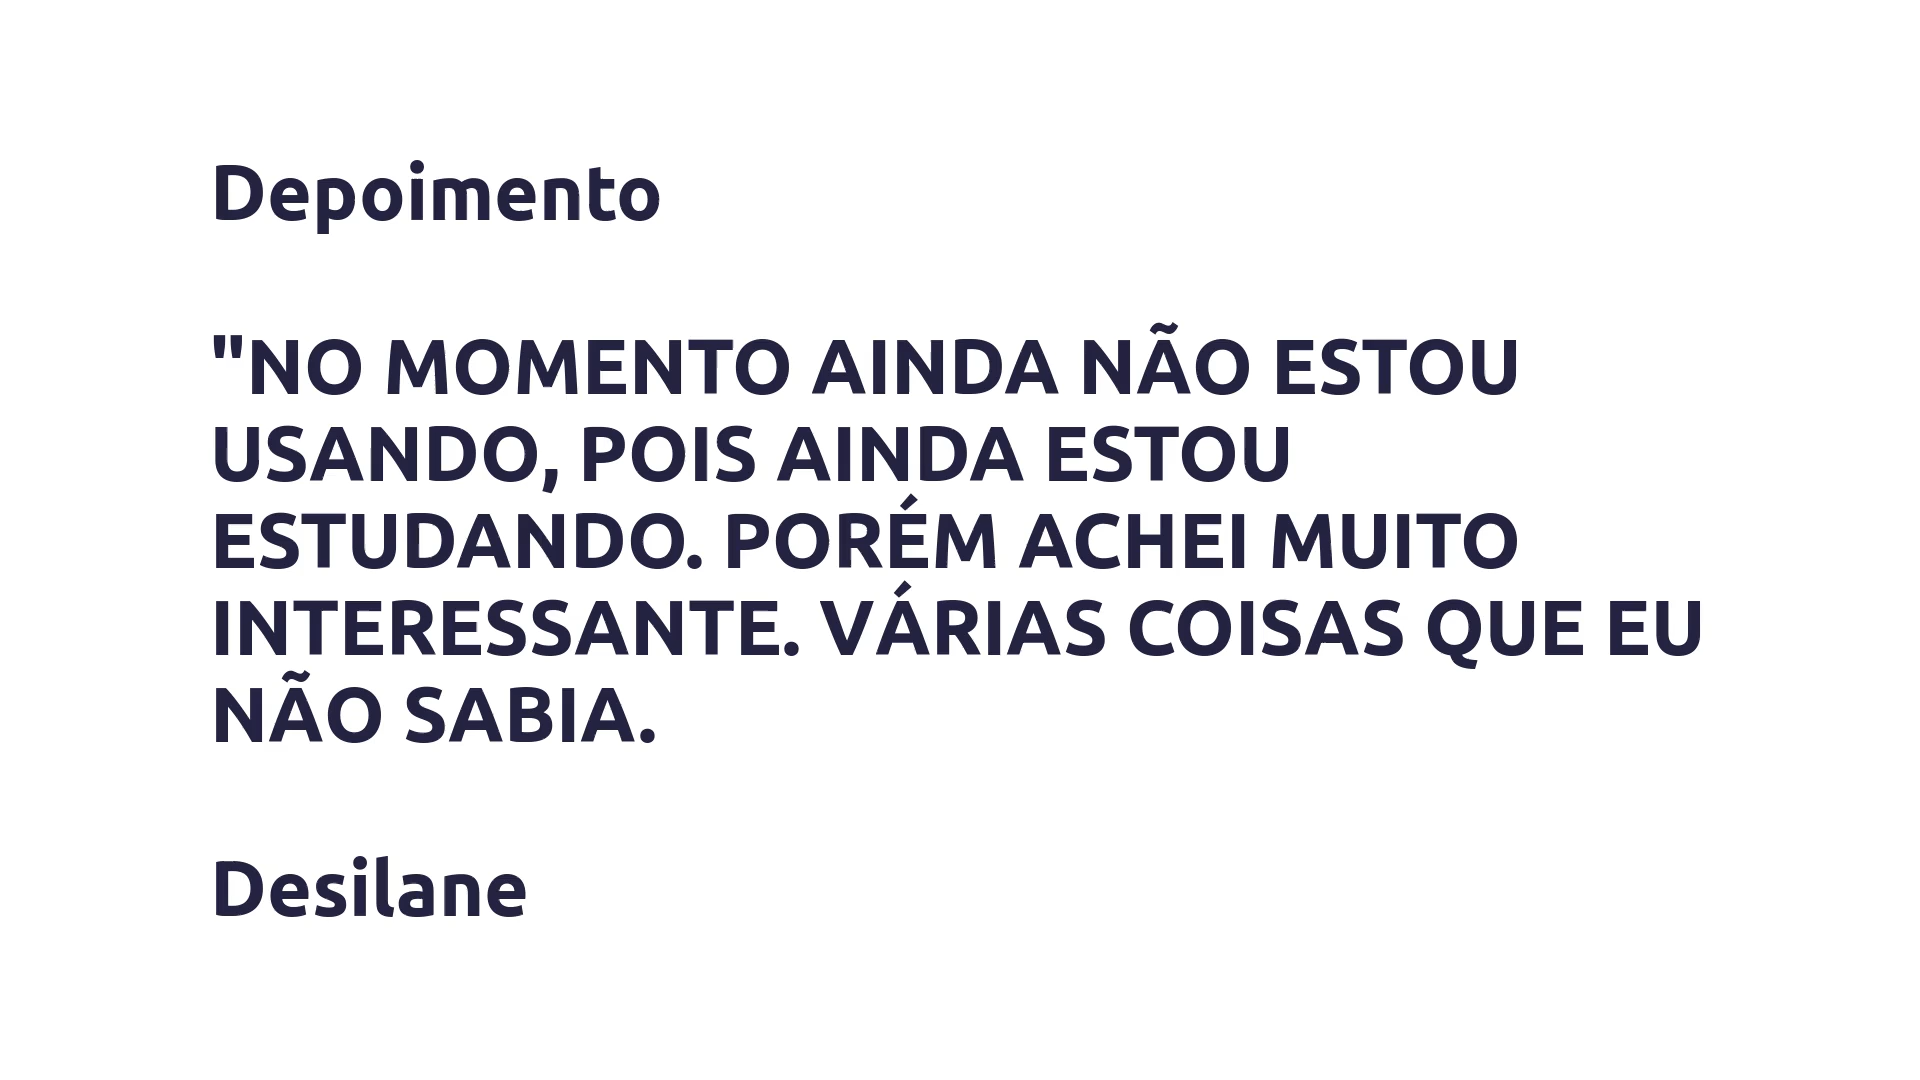 Depoimento
"NO MOMENTO AINDA NÃO ESTOU
USANDO, POIS AINDA ESTOU
ESTUDANDO. PORÉM ACHEI MUITO
INTERESSANTE. VÁRIAS COISAS QUE EU
NÃO SABIA.
Desilane